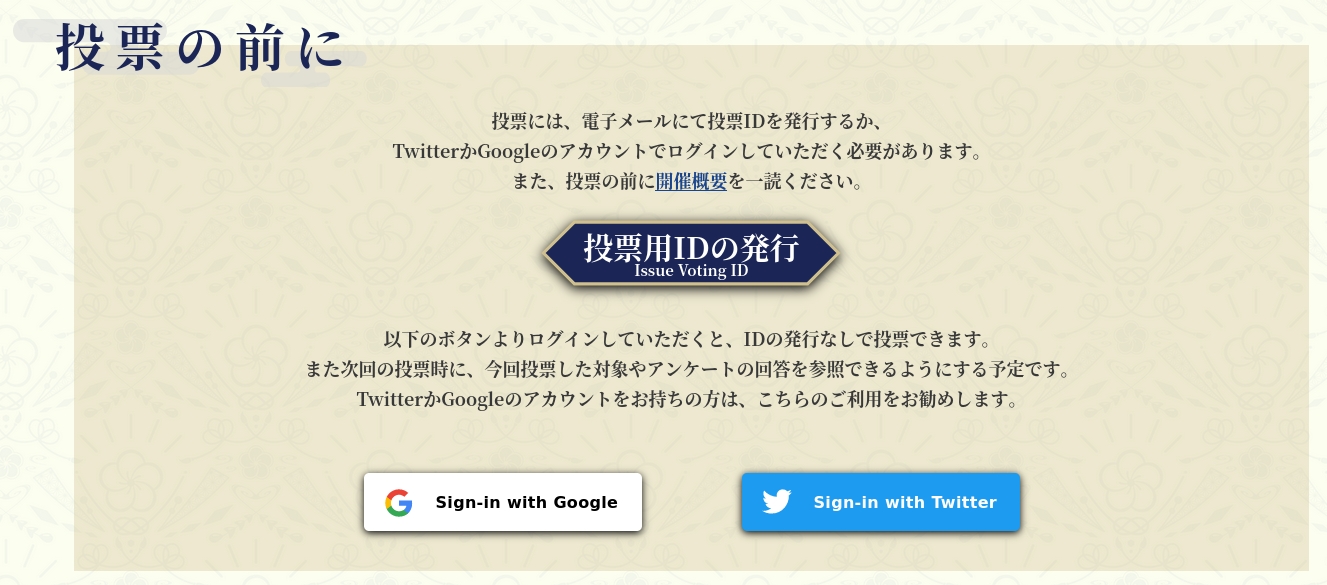 投票の前に
投票には、電子メールにて投票IDを発行するか、
TwitterかGoogleのアカウントでログインしていただく必要があります。
また、投票の前に開催概要を一読ください。
投票用IDの発行
Issue Voting ID
以下のボタンよりログインしていただくと、IDの発行なしで投票できます。
また次回の投票時に、今回投票した対象やアンケートの回答を参照できるようにする予定です。
TwitterかGoogleのアカウントをお持ちの方は、こちらのご利用をお勧めします。
Sign-in with Google
Sign-in with Twitter